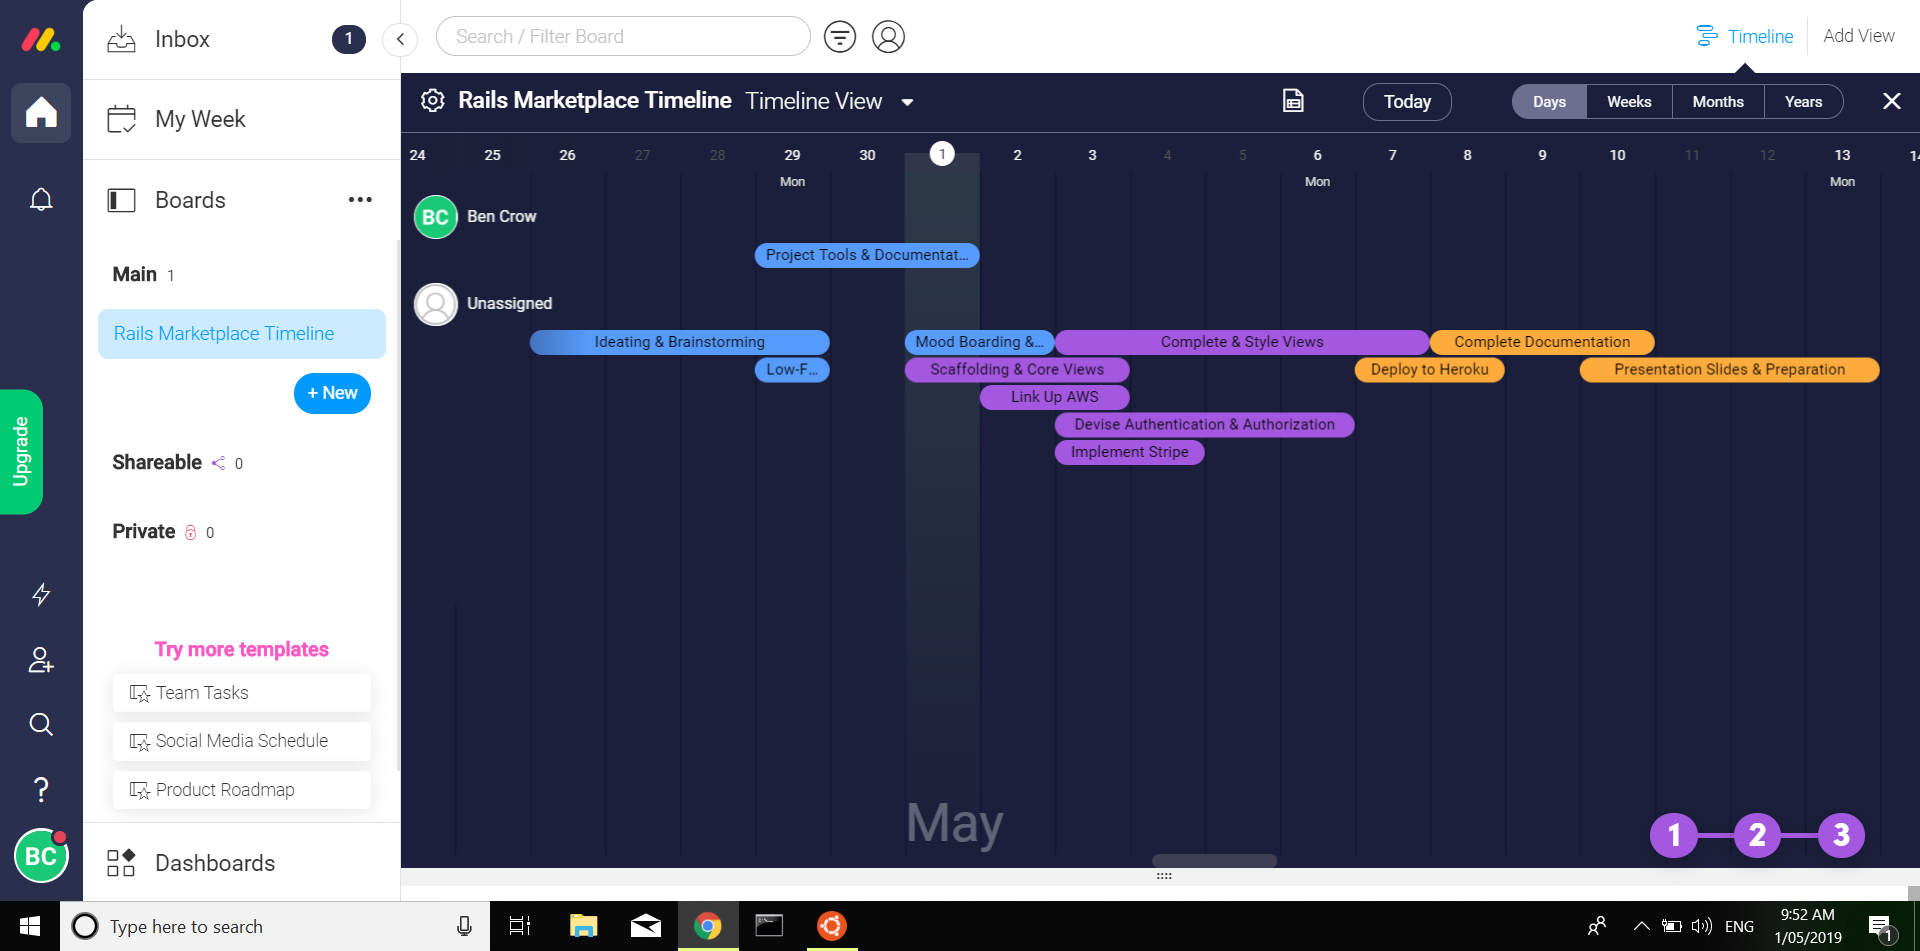 Inbox
1
Search / Filter Board
Timeline
Add View
My Week
Rails Marketplace Timeline Timeline View
Today
Days
Weeks
Months
Years
24 25 26 27 28 29 30 1 2 3 4 5 6 7 8 9 10 11 12 13
Mon Mon Mon
Boards
BC Ben Crow
Project Tools & Documentat...
Main 1
Rails Marketplace Timeline
+ New
Unassigned
Ideating & Brainstorming
Mood Boarding &...
Complete & Style Views
Complete Documentation
Low-F...
Scaffolding & Core Views
Deploy to Heroku
Presentation Slides & Preparation
Link Up AWS
Devise Authentication & Authorization
Implement Stripe
Upgrade
Shareable 0
Private 0
Try more templates
Team Tasks
Social Media Schedule
Product Roadmap
May
1 2 3
BC
Dashboards
Type here to search
ENG
9:52 AM
1/05/2019
1